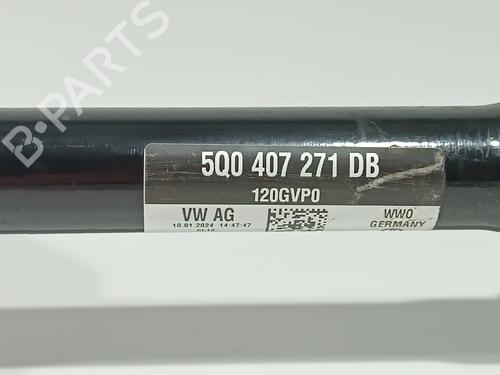 5Q0 407 271 DB
120GVP0
VW AG
10.01.2024 14:47:47
WWO
GERMANY
B-PARTS